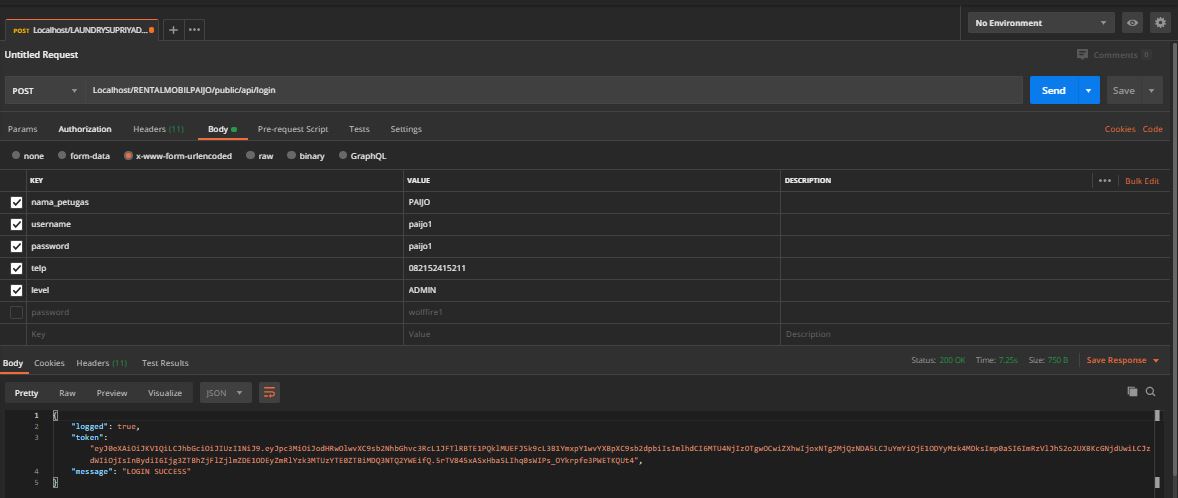 POST Localhost/LAUNDRYSUPRIYAD... + ••• No Environment
Untitled Request Comments 0
POST Localhost/RENTALMOBILPAIJO/public/api/login Send Save
Params Authorization Headers (11) Body Pre-request Script Tests Settings Cookies Code
none form-data x-www-form-urlencoded raw binary GraphQL
KEY VALUE DESCRIPTION ••• Bulk Edit
nama_petugas PAIJO
username paijo1
password paijo1
telp 082152415211
level ADMIN
password wolffire1
Key Value Description
Body Cookies Headers (11) Test Results Status: 200 OK Time: 7.25s Size: 750 B Save Response
Pretty Raw Preview Visualize JSON
1 {
2 "logged": true,
3 "token":
4 "message": "LOGIN SUCCESS"
5 }